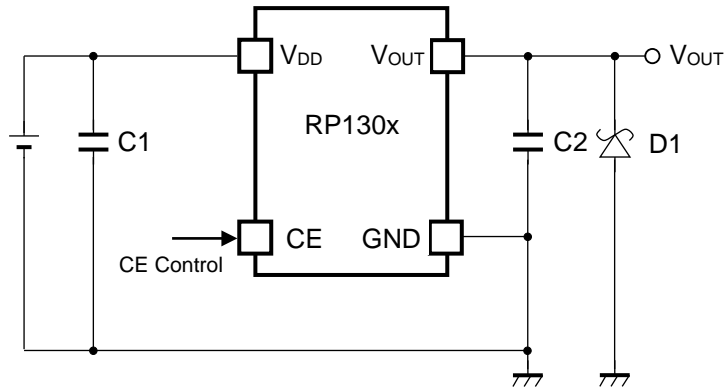 VDD
VOUT
VOUT
RP130x
C1
C2
D1
CE
GND
CE Control